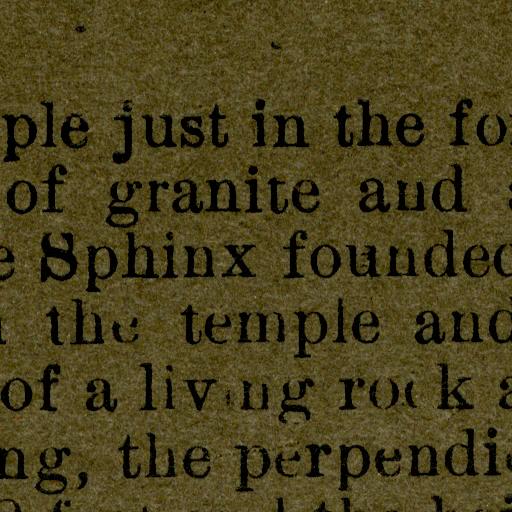 ple just in the fo
of granite and
e Sphinx founded
the temple and
of a living rock a
ng, the perpendi